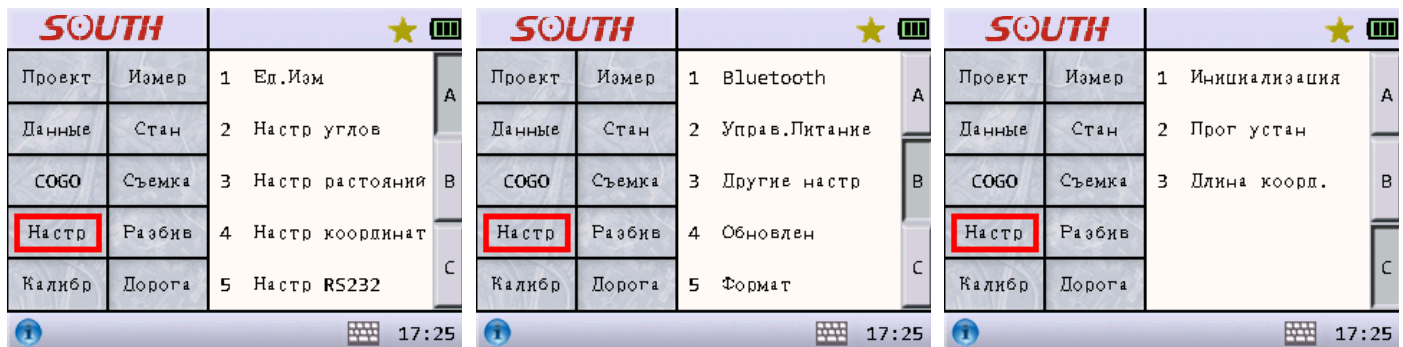 SOUTH
Проект Измер
Данные Стан
COGO Съемка
Настр Разбив
Калибр Дорога
1 Ед.Изм
2 Настр углов
3 Настр растояний
4 Настр координат
5 Настр RS232
A
B
C
17:25
SOUTH
Проект Измер
Данные Стан
COGO Съемка
Настр Разбив
Калибр Дорога
1 Bluetooth
2 Управ.Питание
3 Другие настр
4 Обновлен
5 Формат
A
B
C
17:25
SOUTH
Проект Измер
Данные Стан
COGO Съемка
Настр Разбив
Калибр Дорога
1 Инициализация
2 Прог устан
3 Длина коорд.
A
B
C
17:25